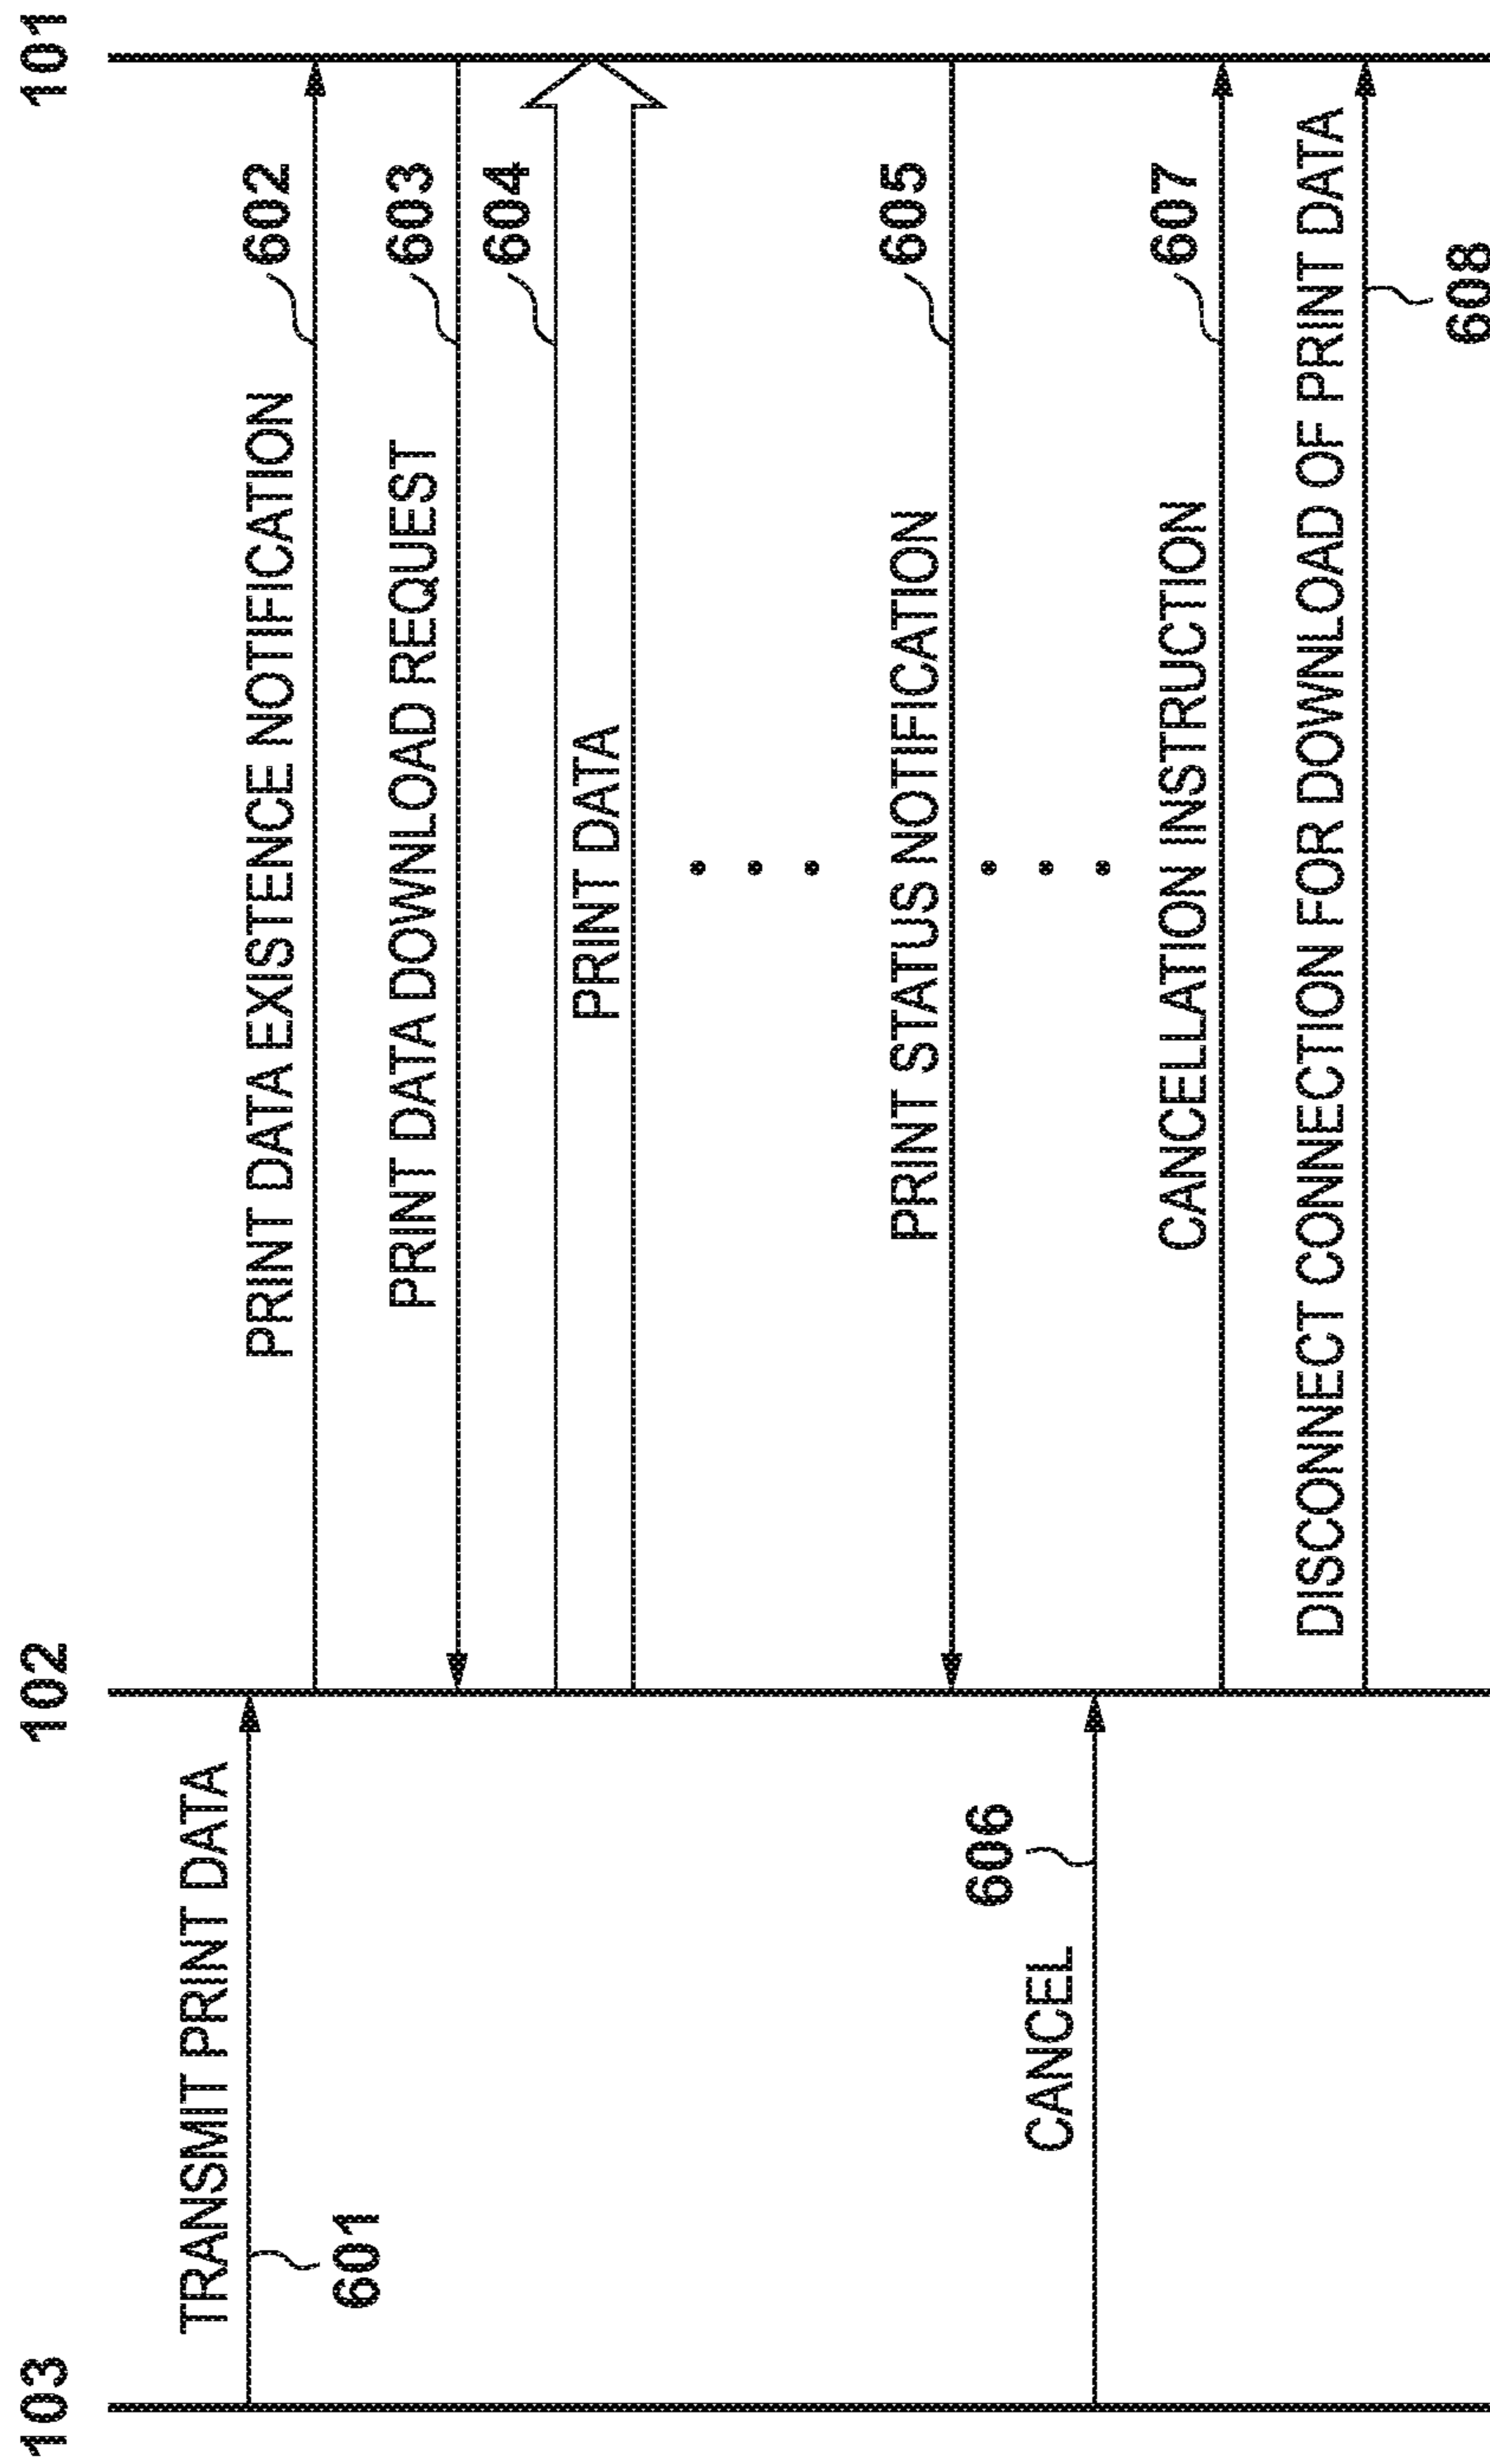 103
102
101
TRANSMIT PRINT DATA
601
PRINT DATA EXISTENCE NOTIFICATION
602
PRINT DATA DOWNLOAD REQUEST
603
604
PRINT DATA
PRINT STATUS NOTIFICATION
605
606
CANCEL
CANCELLATION INSTRUCTION
607
DISCONNECT CONNECTION FOR DOWNLOAD OF PRINT DATA
608